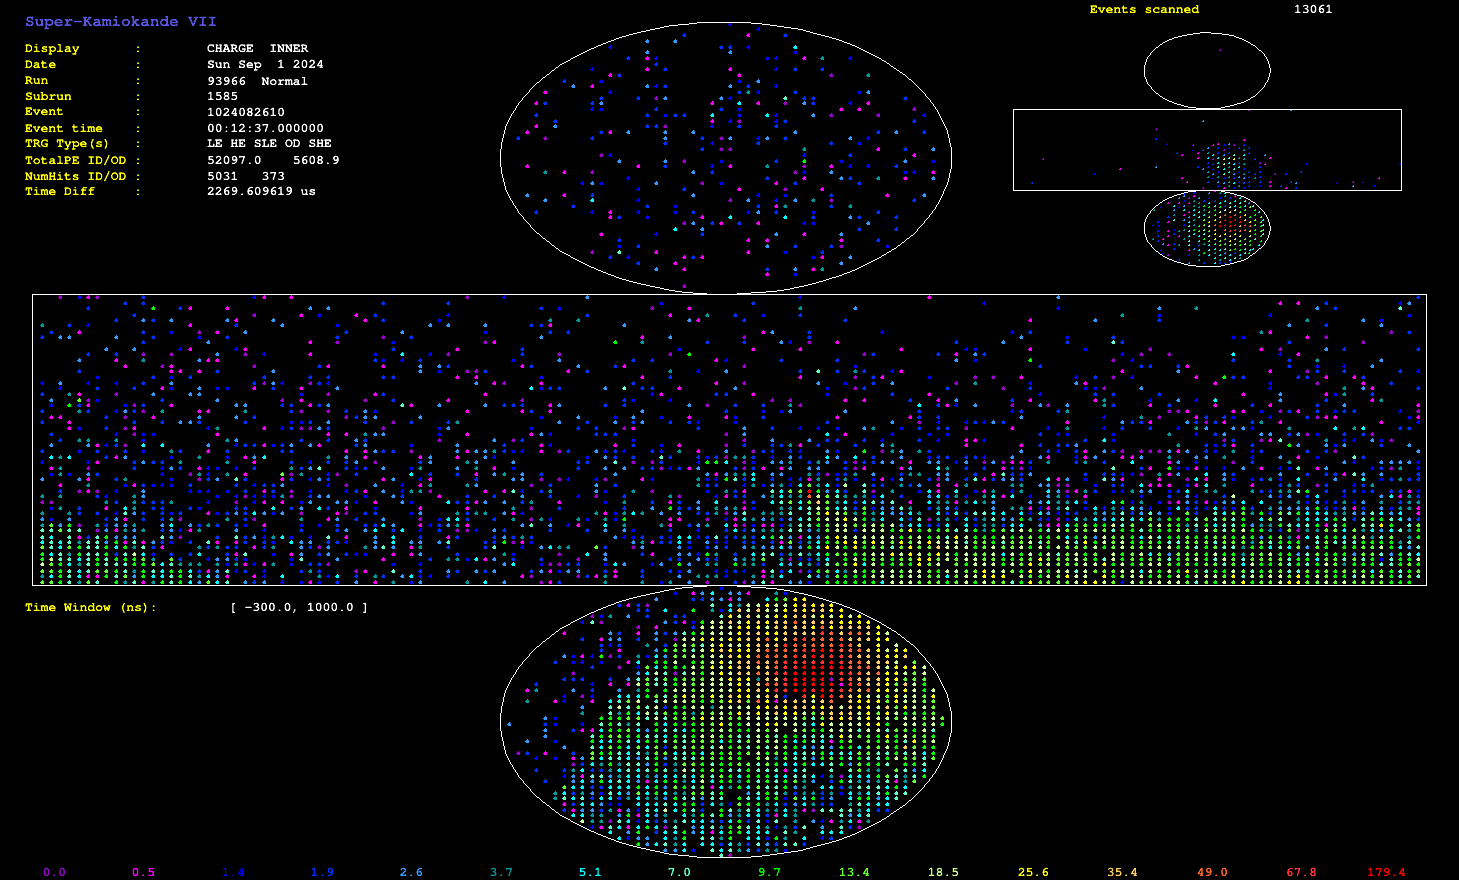 Super-Kamiokande VII
Display : CHARGE INNER
Date : Sun Sep 1 2024
Run : 93966 Normal
Subrun : 1585
Event : 1024082610
Event time : 00:12:37.000000
TRG Type(s) : LE HE SLE OD SHE
TotalPE ID/OD : 52097.0 5608.9
NumHits ID/OD : 5031 373
Time Diff : 2269.609619 us
Events scanned 13061
Time Window (ns): [ -300.0, 1000.0 ]
0.0 0.5 1.4 1.9 2.6 3.7 5.1 7.0 9.7 13.4 18.5 25.6 35.4 49.0 67.8 179.4